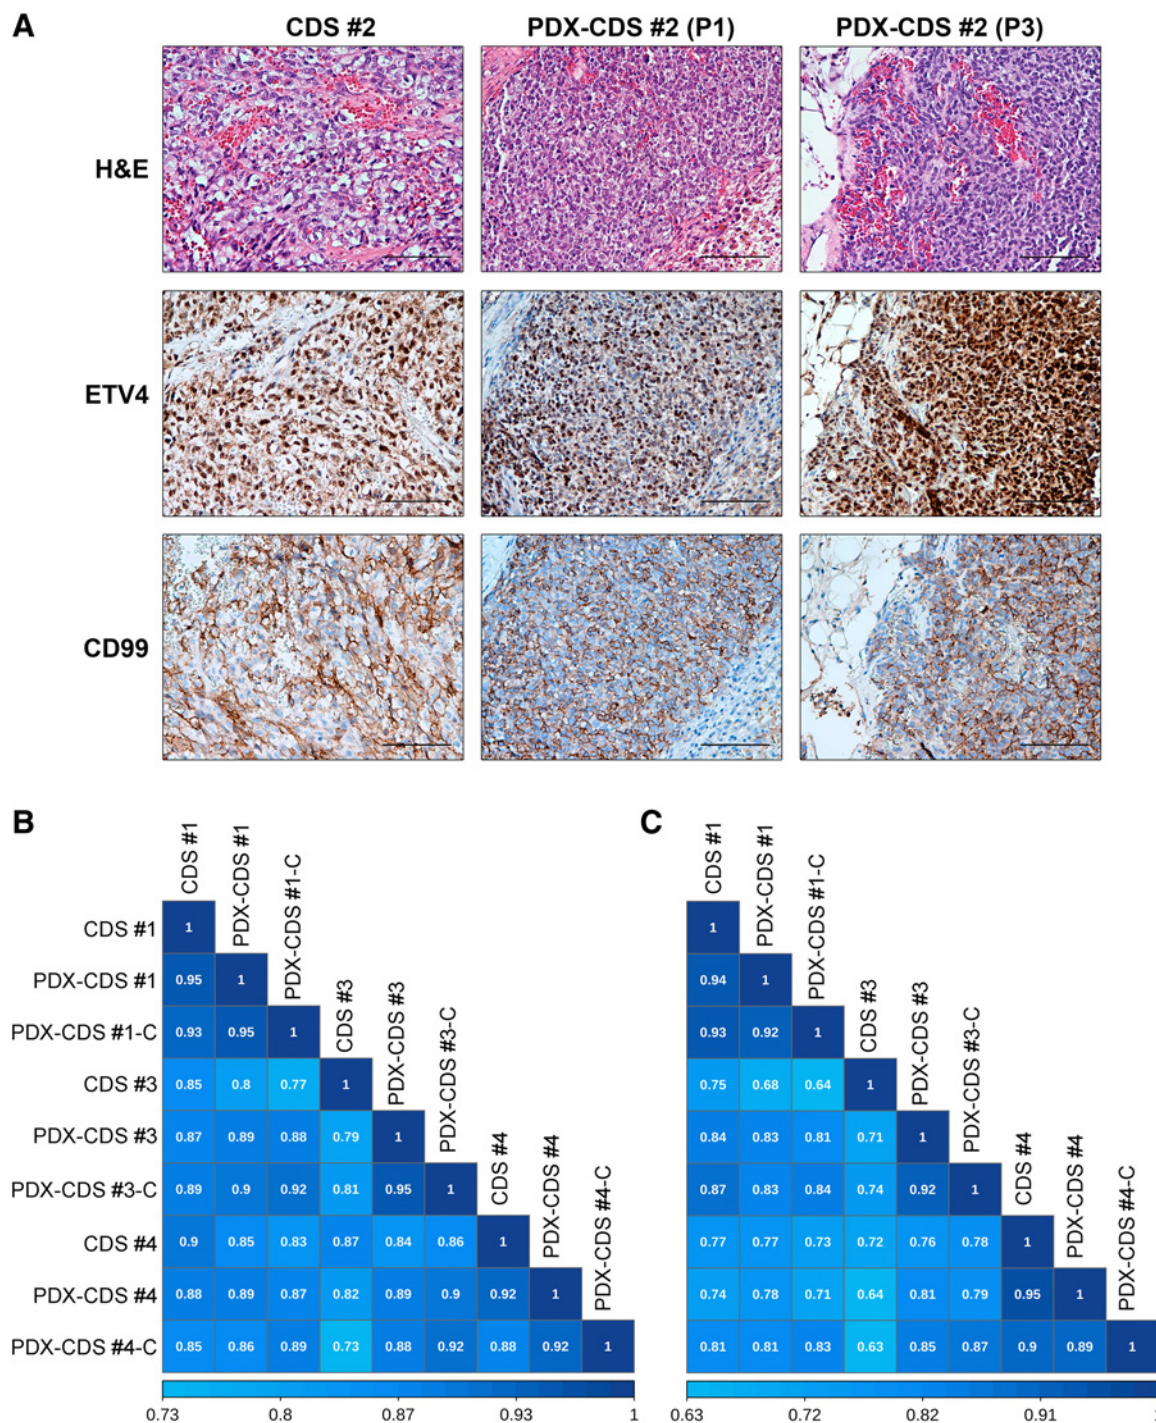 A
CDS #2 PDX-CDS #2 (P1) PDX-CDS #2 (P3)
H&E
ETV4
CD99
B
CDS #1
PDX-CDS #1
PDX-CDS #1-C
CDS #3
PDX-CDS #3
PDX-CDS #3-C
CDS #4
PDX-CDS #4
PDX-CDS #4-C
CDS #1 1
PDX-CDS #1 0.95 1
PDX-CDS #1-C 0.93 0.95 1
CDS #3 0.85 0.8 0.77 1
PDX-CDS #3 0.87 0.89 0.88 0.79 1
PDX-CDS #3-C 0.89 0.9 0.92 0.81 0.95 1
CDS #4 0.9 0.85 0.83 0.87 0.84 0.86 1
PDX-CDS #4 0.88 0.89 0.87 0.82 0.89 0.9 0.92 1
PDX-CDS #4-C 0.85 0.86 0.89 0.73 0.88 0.92 0.88 0.92 1
0.73 0.8 0.87 0.93 1
C
CDS #1
PDX-CDS #1
PDX-CDS #1-C
CDS #3
PDX-CDS #3
PDX-CDS #3-C
CDS #4
PDX-CDS #4
PDX-CDS #4-C
1
0.94 1
0.93 0.92 1
0.75 0.68 0.64 1
0.84 0.83 0.81 0.71 1
0.87 0.83 0.84 0.74 0.92 1
0.77 0.77 0.73 0.72 0.76 0.78 1
0.74 0.78 0.71 0.64 0.81 0.79 0.95 1
0.81 0.81 0.83 0.63 0.85 0.87 0.9 0.89 1
0.63 0.72 0.82 0.91 1